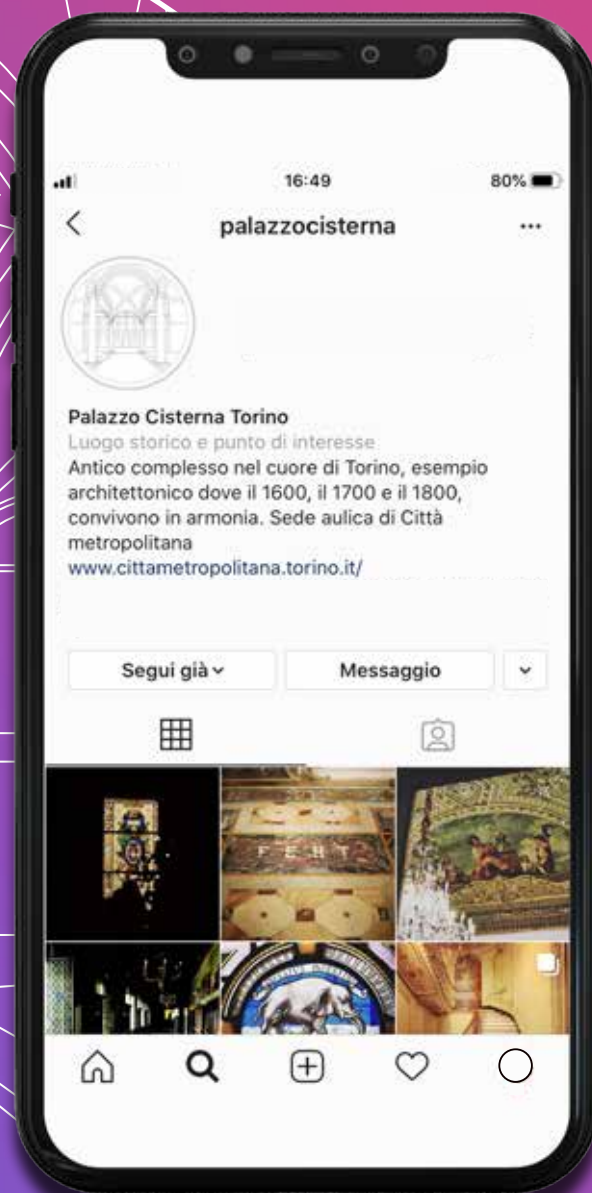 16:49
80%
palazzocisterna
Palazzo Cisterna Torino
Luogo storico e punto di interesse
Antico complesso nel cuore di Torino, esempio
architettonico dove il 1600, il 1700 e il 1800,
convivono in armonia. Sede aulica di Città
metropolitana
www.cittametropolitana.torino.it/
Segui già
Messaggio
FERT